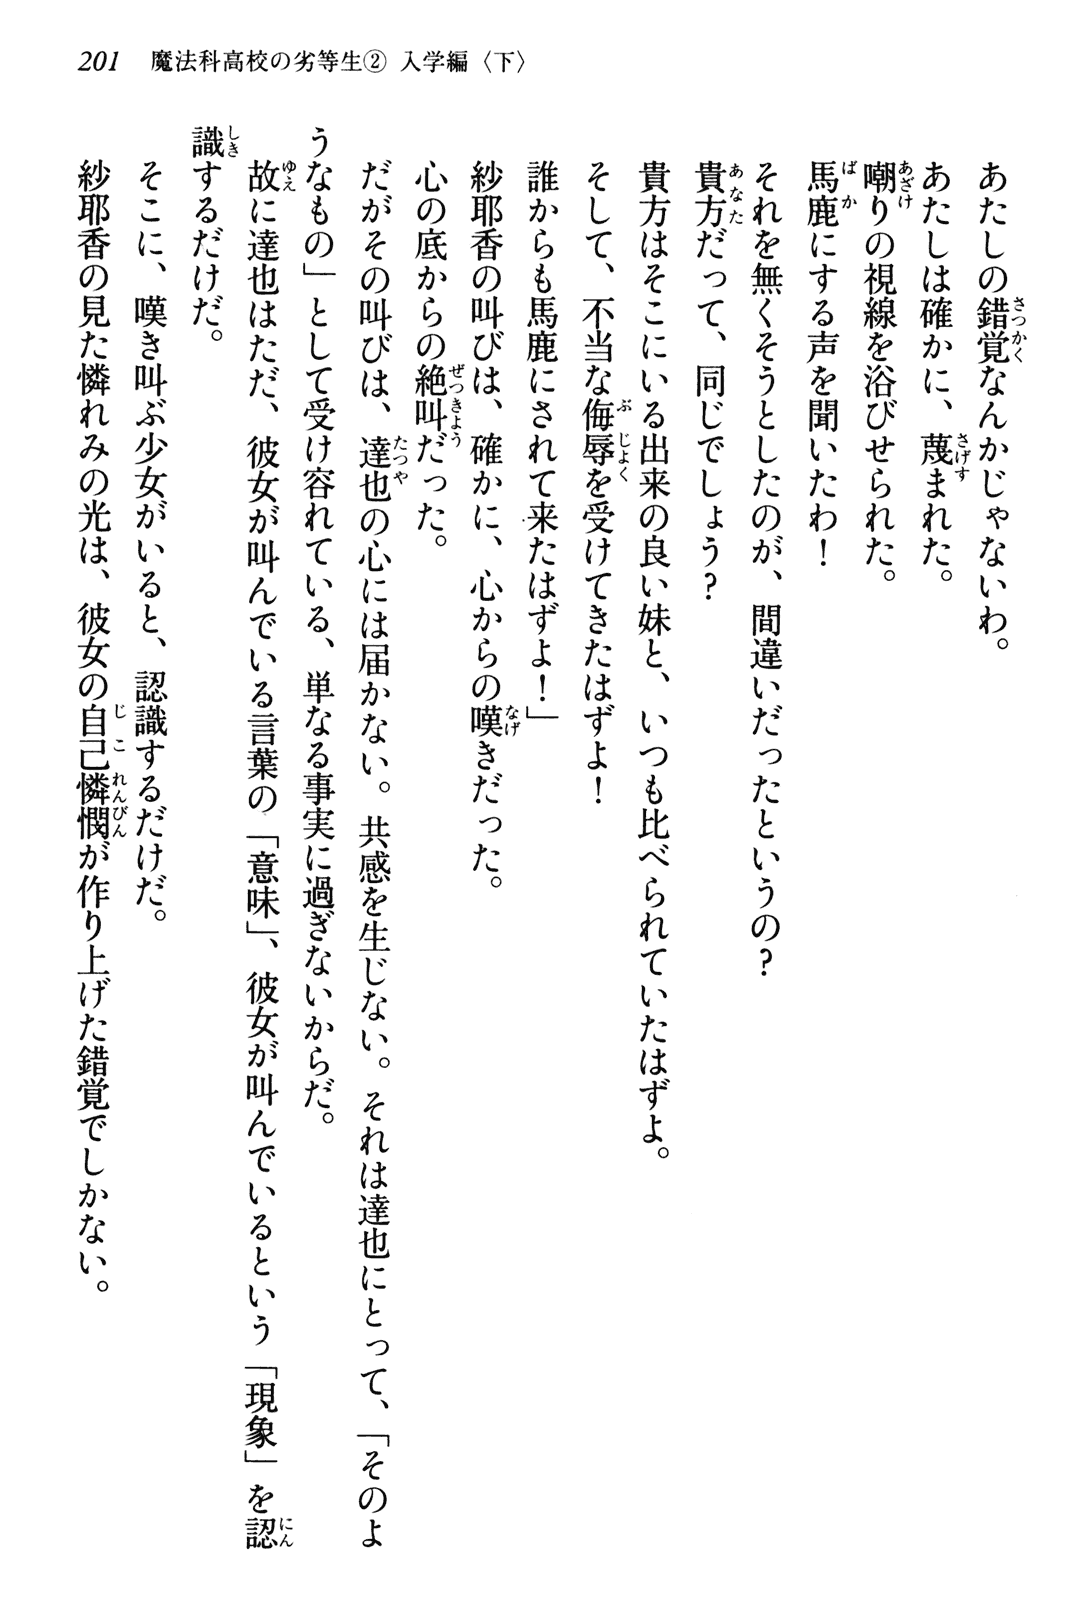 201 魔法科高校の劣等生② 入学編〈下〉
あたしの錯覚なんかじゃないわ。
あたしは確かに、蔑まれた。
嘲りの視線を浴びせられた。
馬鹿にする声を聞いたわ！
それを無くそうとしたのが、間違いだったというの？
貴方だって、同じでしょう？
貴方はそこにいる出来の良い妹と、いつも比べられていたはずよ。
そして、不当な侮辱を受けてきたはずよ！
誰からも馬鹿にされて来たはずよ！」
紗耶香の叫びは、確かに、心からの嘆きだった。
心の底からの絶叫だった。
だがその叫びは、達也の心には届かない。共感を生じない。それは達也にとって、「そのよ
うなもの」として受け容れている、単なる事実に過ぎないからだ。
故に達也はただ、彼女が叫んでいる言葉の「意味」、彼女が叫んでいるという「現象」を認
識するだけだ。
そこに、嘆き叫ぶ少女がいると、認識するだけだ。
紗耶香の見た憐れみの光は、彼女の自己憐憫が作り上げた錯覚でしかない。